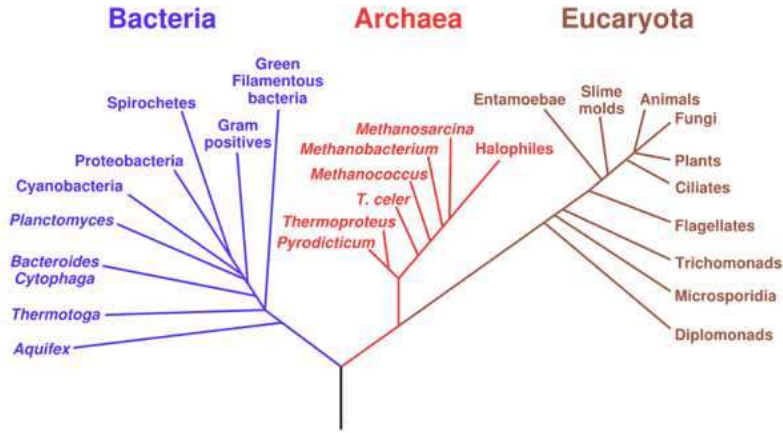 Bacteria
Archaea
Eucaryota
Green
Filamentous
bacteria
Spirochetes
Gram
positives
Proteobacteria
Cyanobacteria
Planctomyces
Bacteroides
Cytophaga
Thermotoga
Aquifex
Methanosarcina
Methanobacterium
Halophiles
Methanococcus
T. celer
Thermoproteus
Pyrodicticum
Entamoebae
Slime
molds
Animals
Fungi
Plants
Ciliates
Flagellates
Trichomonads
Microsporidia
Diplomonads